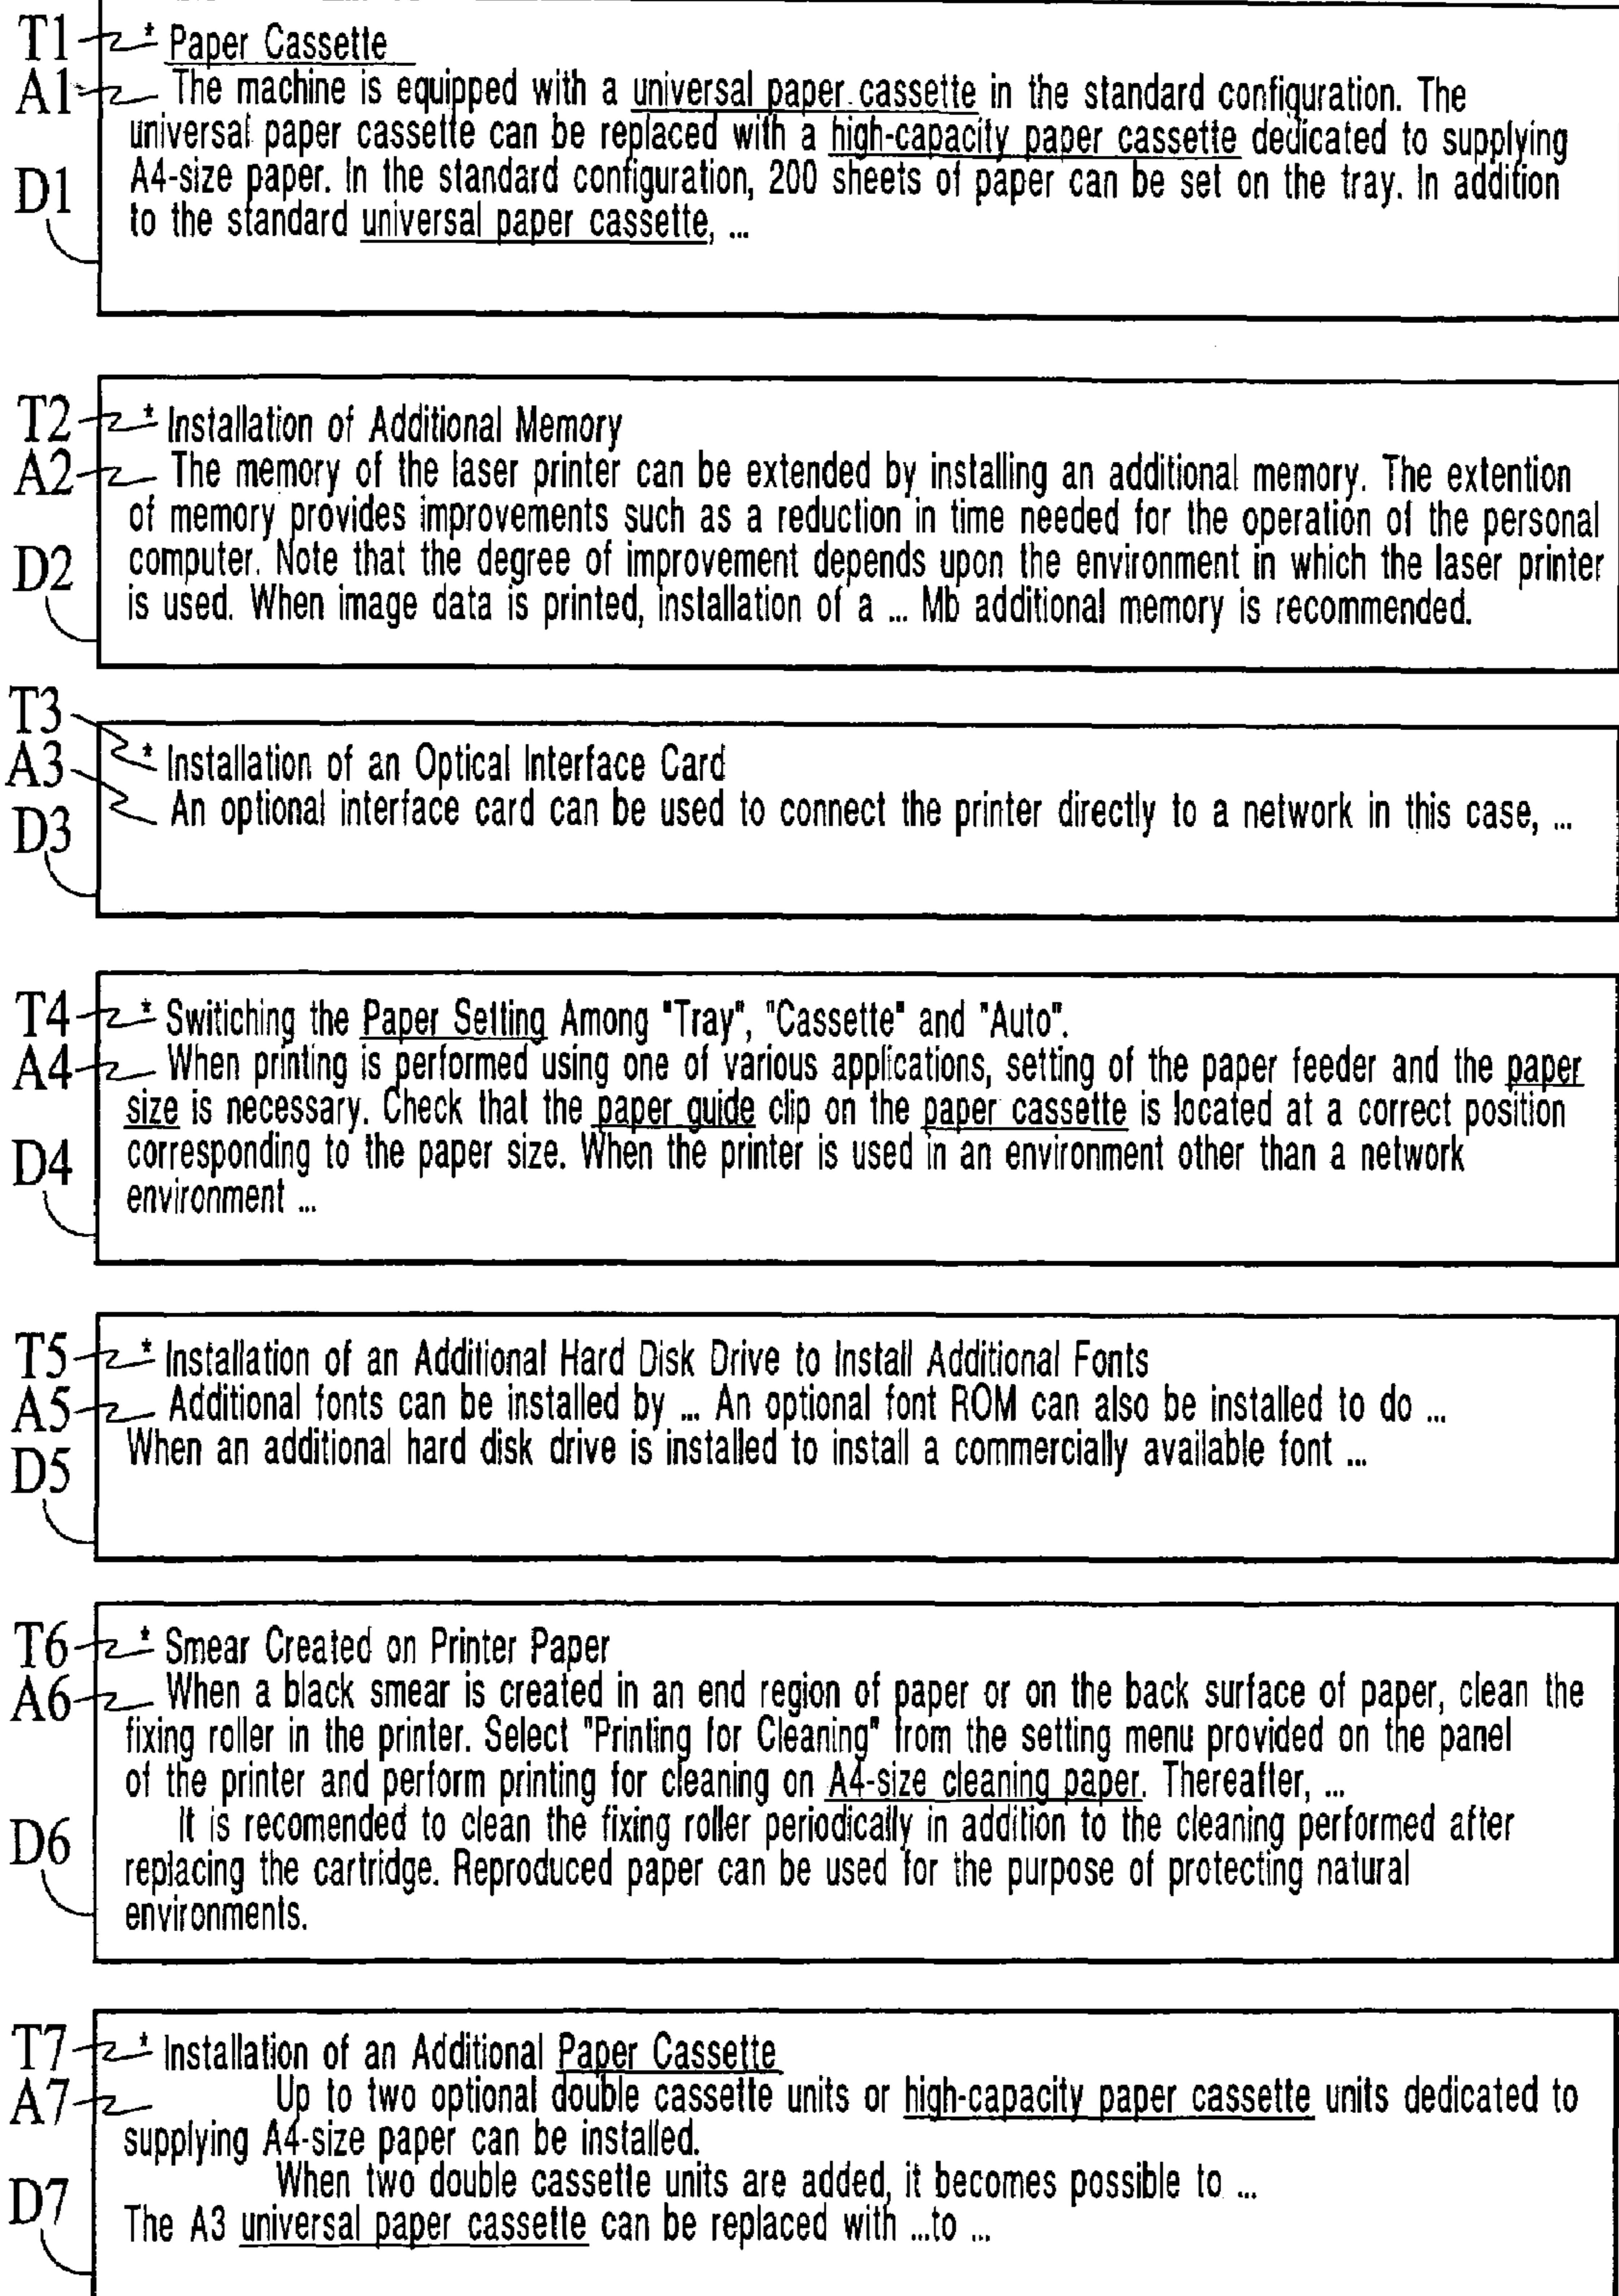 T1 * Paper Cassette
A1 The machine is equipped with a universal paper cassette in the standard configuration. The
universal paper cassette can be replaced with a high-capacity paper cassette dedicated to supplying
D1 A4-size paper. In the standard configuration, 200 sheets of paper can be set on the tray. In addition
to the standard universal paper cassette, ...
T2 * Installation of Additional Memory
A2 The memory of the laser printer can be extended by installing an additional memory. The extention
of memory provides improvements such as a reduction in time needed for the operation of the personal
D2 computer. Note that the degree of improvement depends upon the environment in which the laser printer
is used. When image data is printed, installation of a ... Mb additional memory is recommended.
T3 * Installation of an Optical Interface Card
A3 An optional interface card can be used to connect the printer directly to a network in this case, ...
D3
T4 * Switiching the Paper Setting Among "Tray", "Cassette" and "Auto".
A4 When printing is performed using one of various applications, setting of the paper feeder and the paper
size is necessary. Check that the paper guide clip on the paper cassette is located at a correct position
D4 corresponding to the paper size. When the printer is used in an environment other than a network
environment ...
T5 * Installation of an Additional Hard Disk Drive to Install Additional Fonts
A5 Additional fonts can be installed by ... An optional font ROM can also be installed to do ...
D5 When an additional hard disk drive is installed to install a commercially available font ...
T6 * Smear Created on Printer Paper
A6 When a black smear is created in an end region of paper or on the back surface of paper, clean the
fixing roller in the printer. Select "Printing for Cleaning" from the setting menu provided on the panel
of the printer and perform printing for cleaning on A4-size cleaning paper. Thereafter, ...
D6 It is recomended to clean the fixing roller periodically in addition to the cleaning performed after
replacing the cartridge. Reproduced paper can be used for the purpose of protecting natural
environments.
T7 * Installation of an Additional Paper Cassette
A7 Up to two optional double cassette units or high-capacity paper cassette units dedicated to
supplying A4-size paper can be installed.
D7 When two double cassette units are added, it becomes possible to ...
The A3 universal paper cassette can be replaced with ...to ...